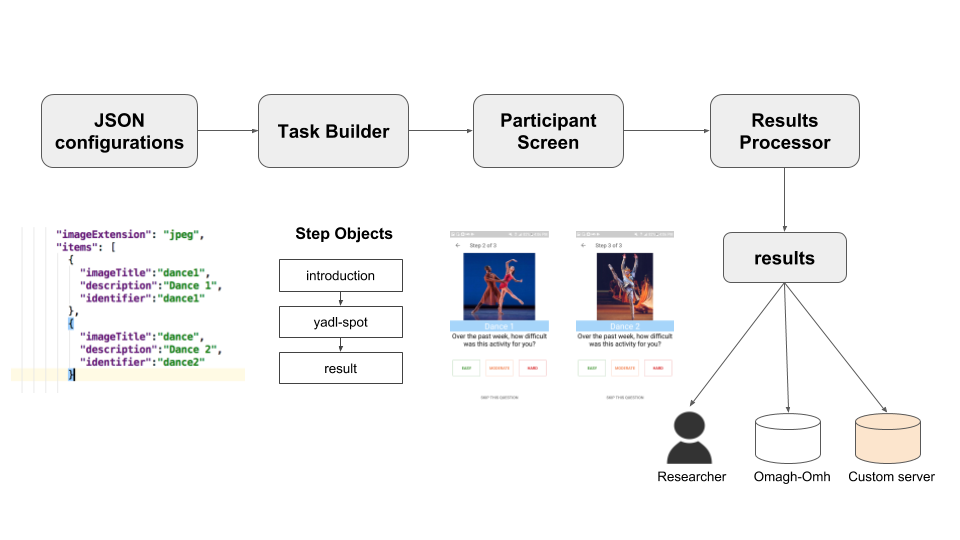 JSON
configurations
Task Builder
Participant
Screen
Results
Processor
"imageExtension": "jpeg",
"items": [
{
"imageTitle":"dance1",
"description":"Dance 1",
"identifier":"dance1"
},
{
"imageTitle":"dance",
"description":"Dance 2",
"identifier":"dance2"
}
Step Objects
introduction
yadl-spot
result
Step 2 of 3
Dance 1
Over the past week, how difficult
was this activity for you?
EASY
MODERATE
HARD
SKIP THIS QUESTION
Step 3 of 3
Dance 2
Over the past week, how difficult
was this activity for you?
EASY
MODERATE
HARD
SKIP THIS QUESTION
results
Researcher
Omagh-Omh
Custom server